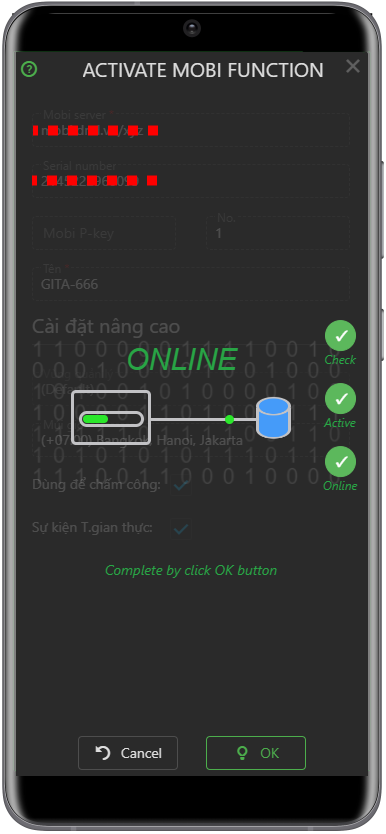 ACTIVATE MOBI FUNCTION
Mobi server
Serial number
Mobi P-key
No.
1
Tên
GITA-666
Cài đặt nâng cao
ONLINE
Check
Active
(+07:00) Bangkok, Hanoi, Jakarta
Dùng để chấm công:
Online
Sự kiện T.gian thực:
Complete by click OK button
Cancel
OK